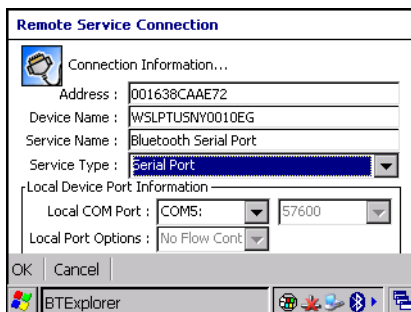 Remote Service Connection
Connection Information...
Address : 001638CAAE72
Device Name : WSLPTUSNY0010EG
Service Name : Bluetooth Serial Port
Service Type : Serial Port
Local Device Port Information
Local COM Port : COM5: 57600
Local Port Options : No Flow Cont
OK Cancel
BTExplorer